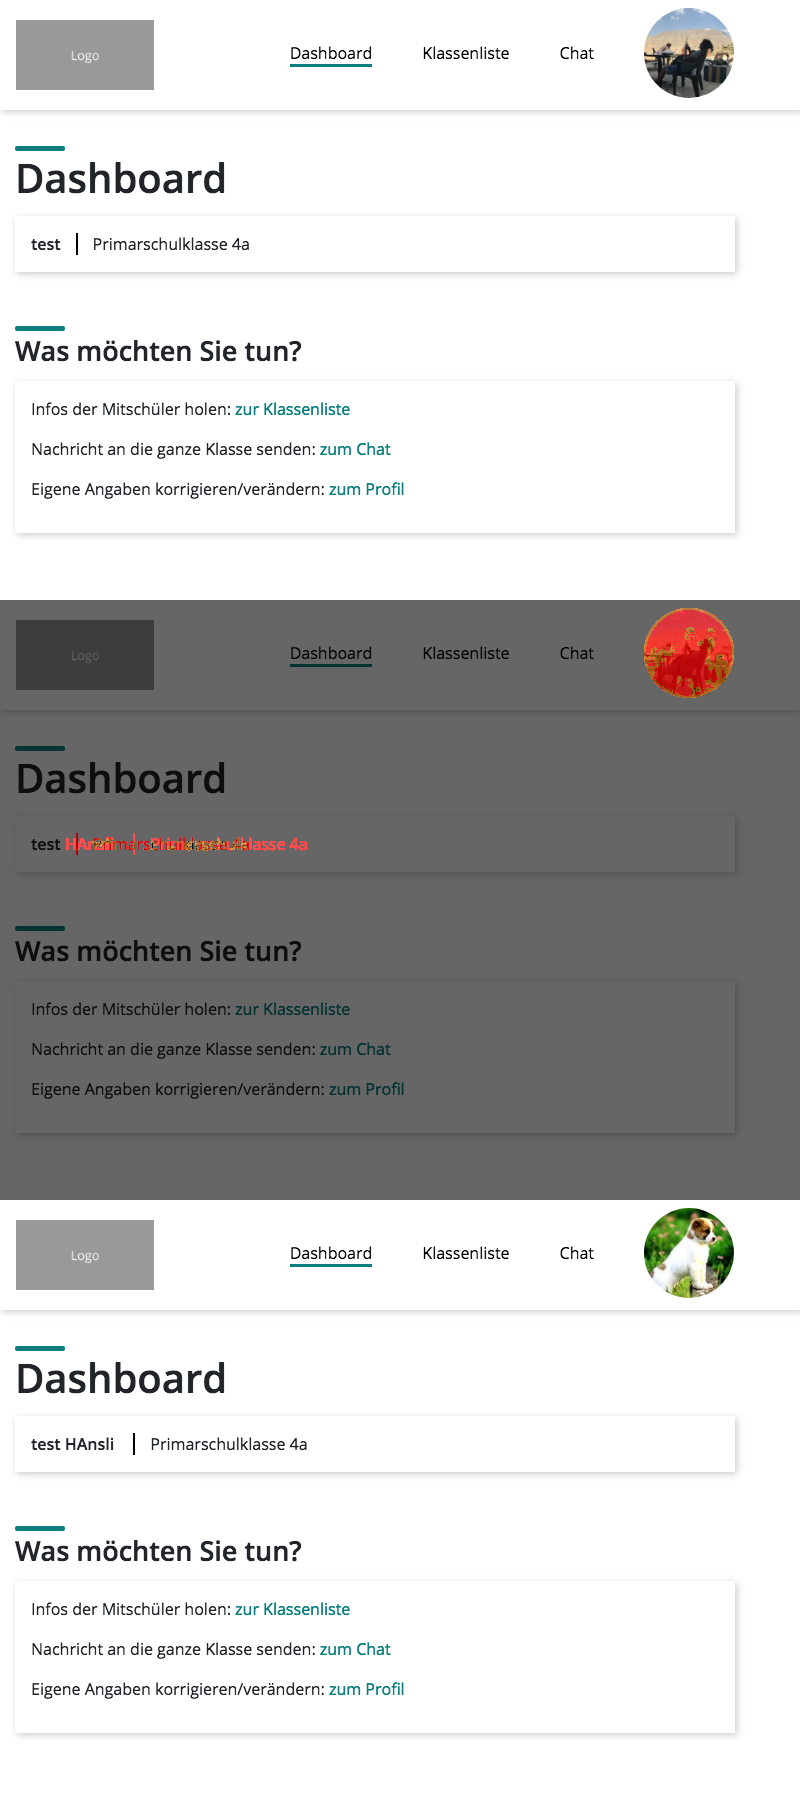 Logo
Dashboard Klassenliste Chat
Dashboard
test Primarschulklasse 4a
Was möchten Sie tun?
Infos der Mitschüler holen: zur Klassenliste
Nachricht an die ganze Klasse senden: zum Chat
Eigene Angaben korrigieren/verändern: zum Profil
Logo
Dashboard Klassenliste Chat
Dashboard
test HAnsli Primarschulklasse 4a
Was möchten Sie tun?
Infos der Mitschüler holen: zur Klassenliste
Nachricht an die ganze Klasse senden: zum Chat
Eigene Angaben korrigieren/verändern: zum Profil
Logo
Dashboard Klassenliste Chat
Dashboard
test HAnsli Primarschulklasse 4a
Was möchten Sie tun?
Infos der Mitschüler holen: zur Klassenliste
Nachricht an die ganze Klasse senden: zum Chat
Eigene Angaben korrigieren/verändern: zum Profil